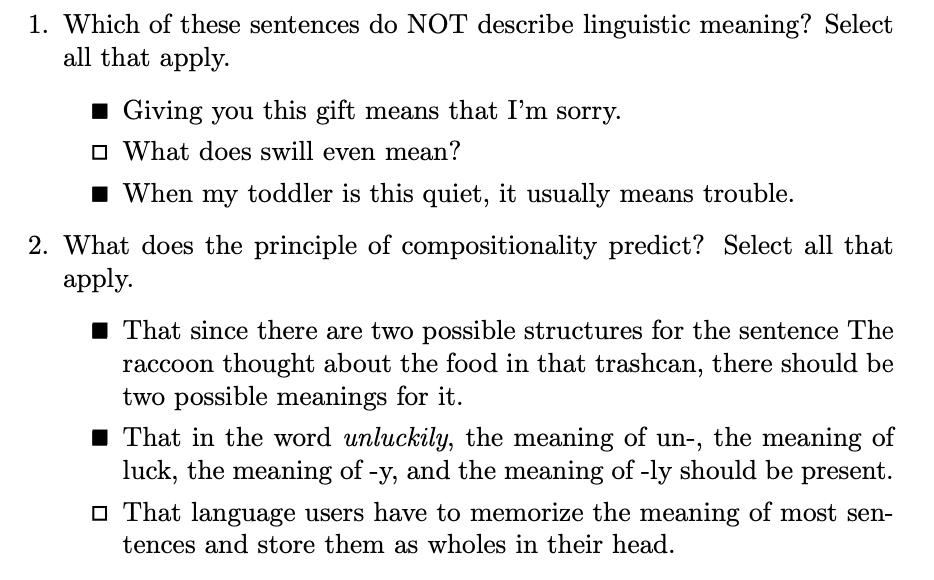 1. Which of these sentences do NOT describe linguistic meaning? Select
all that apply.
■ Giving you this gift means that I'm sorry.
□ What does swill even mean?
■ When my toddler is this quiet, it usually means trouble.
2. What does the principle of compositionality predict? Select all that
apply.
■ That since there are two possible structures for the sentence The
raccoon thought about the food in that trashcan, there should be
two possible meanings for it.
■ That in the word unluckily, the meaning of un-, the meaning of
luck, the meaning of -y, and the meaning of -ly should be present.
□ That language users have to memorize the meaning of most sen-
tences and store them as wholes in their head.